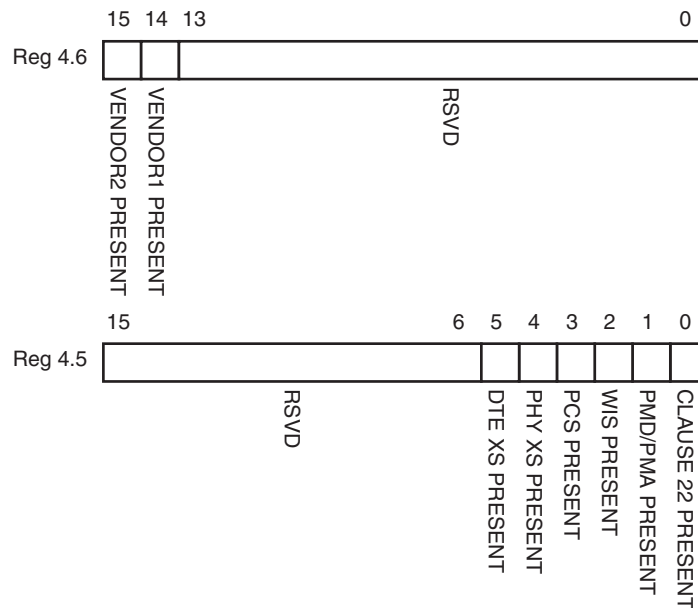 15 14 13 0
Reg 4.6
VENDOR2 PRESENT
VENDOR1 PRESENT
RSVD
15 6 5 4 3 2 1 0
Reg 4.5
RSVD
DTE XS PRESENT
PHY XS PRESENT
PCS PRESENT
WIS PRESENT
PMD/PMA PRESENT
CLAUSE 22 PRESENT